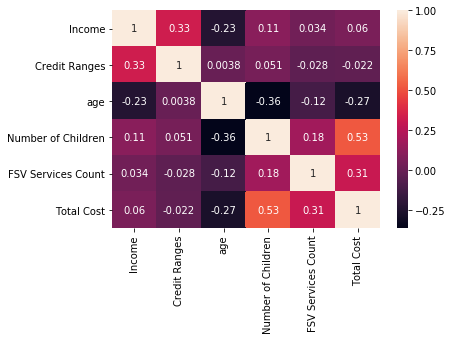 1.00
Income 1 0.33 -0.23 0.11 0.034 0.06
0.75
Credit Ranges 0.33 1 0.0038 0.051 -0.028 -0.022
0.50
age -0.23 0.0038 1 -0.36 -0.12 -0.27
0.25
Number of Children 0.11 0.051 -0.36 1 0.18 0.53
0.00
FSV Services Count 0.034 -0.028 -0.12 0.18 1 0.31
Total Cost 0.06 -0.022 -0.27 0.53 0.31 1
−0.25
Income
Credit Ranges
age
Number of Children
FSV Services Count
Total Cost